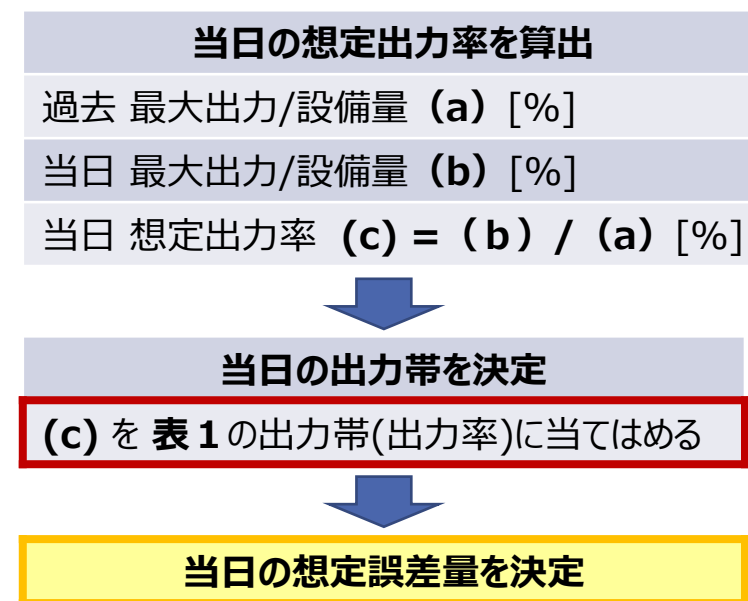 当日の想定出力率を算出
過去 最大出力/設備量（a）[%]
当日 最大出力/設備量（b）[%]
当日 想定出力率 (c) =（ｂ）/（a）[%]
当日の出力帯を決定
(c) を 表１の出力帯(出力率)に当てはめる
当日の想定誤差量を決定